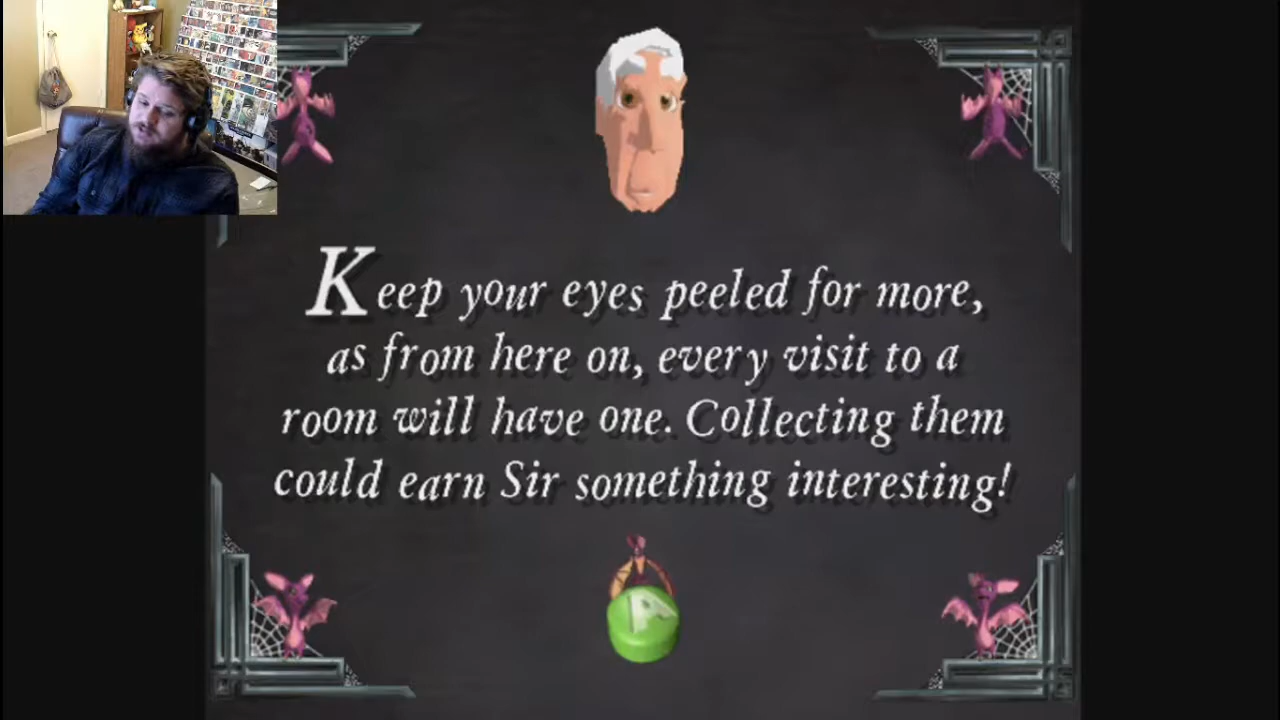 Keep your eyes peeled for more,
as from here on, every visit to a
room will have one. Collecting them
could earn Sir something interesting!
A